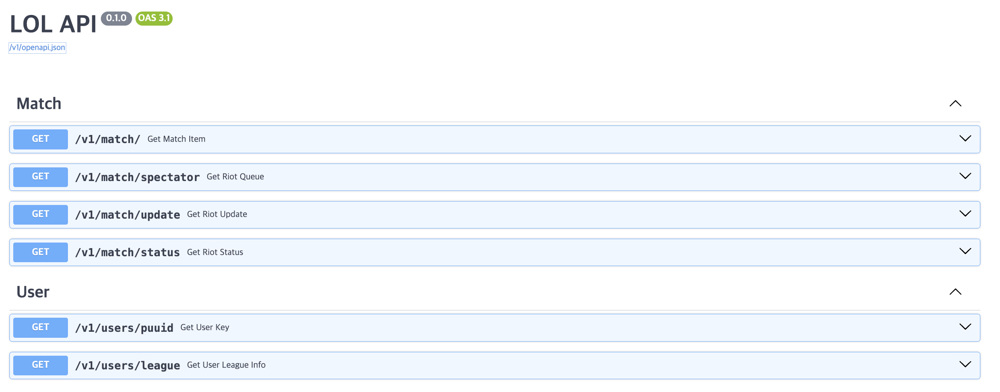 LOL API 0.1.0 OAS 3.1
/v1/openapi.json
Match
GET /v1/match/ Get Match Item
GET /v1/match/spectator Get Riot Queue
GET /v1/match/update Get Riot Update
GET /v1/match/status Get Riot Status
User
GET /v1/users/puuid Get User Key
GET /v1/users/league Get User League Info